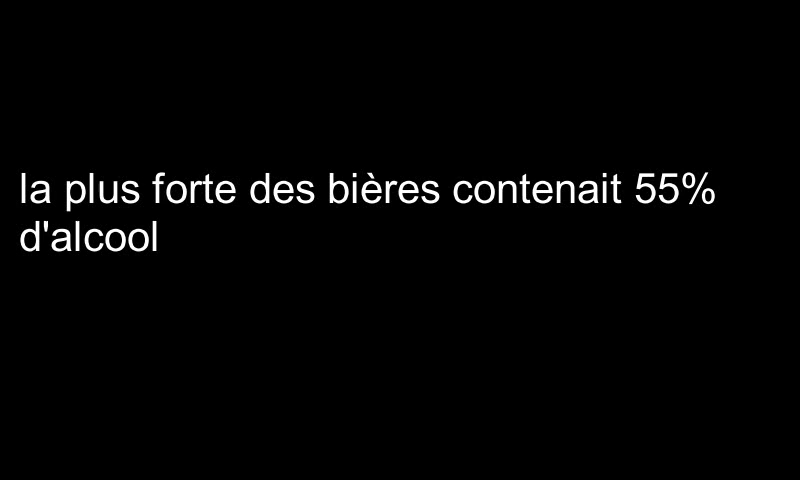 la plus forte des bières contenait 55%
d'alcool